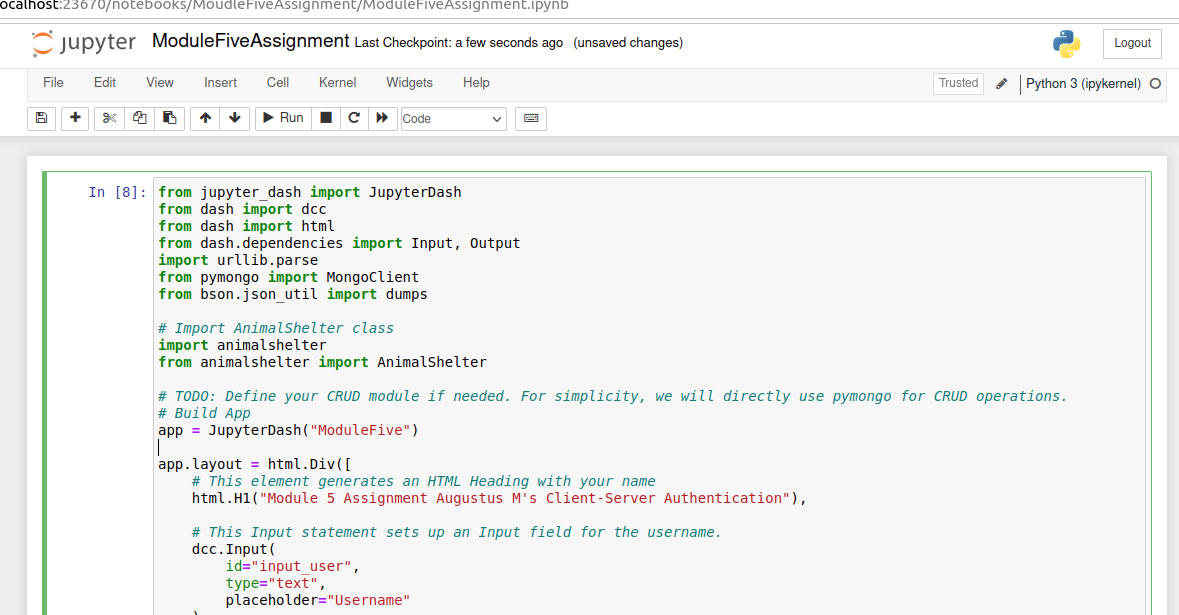 ocalhost:23670/notebooks/MoudleFiveAssignment/ModuleFiveAssignment.ipynb
jupyter ModuleFiveAssignment Last Checkpoint: a few seconds ago (unsaved changes) Logout
File Edit View Insert Cell Kernel Widgets Help Trusted Python 3 (ipykernel)
Run Code
In [8]: from jupyter_dash import JupyterDash
from dash import dcc
from dash import html
from dash.dependencies import Input, Output
import urllib.parse
from pymongo import MongoClient
from bson.json_util import dumps
# Import AnimalShelter class
import animalshelter
from animalshelter import AnimalShelter
# TODO: Define your CRUD module if needed. For simplicity, we will directly use pymongo for CRUD operations.
# Build App
app = JupyterDash("ModuleFive")
app.layout = html.Div([
# This element generates an HTML Heading with your name
html.H1("Module 5 Assignment Augustus M's Client-Server Authentication"),
# This Input statement sets up an Input field for the username.
dcc.Input(
id="input_user",
type="text",
placeholder="Username"